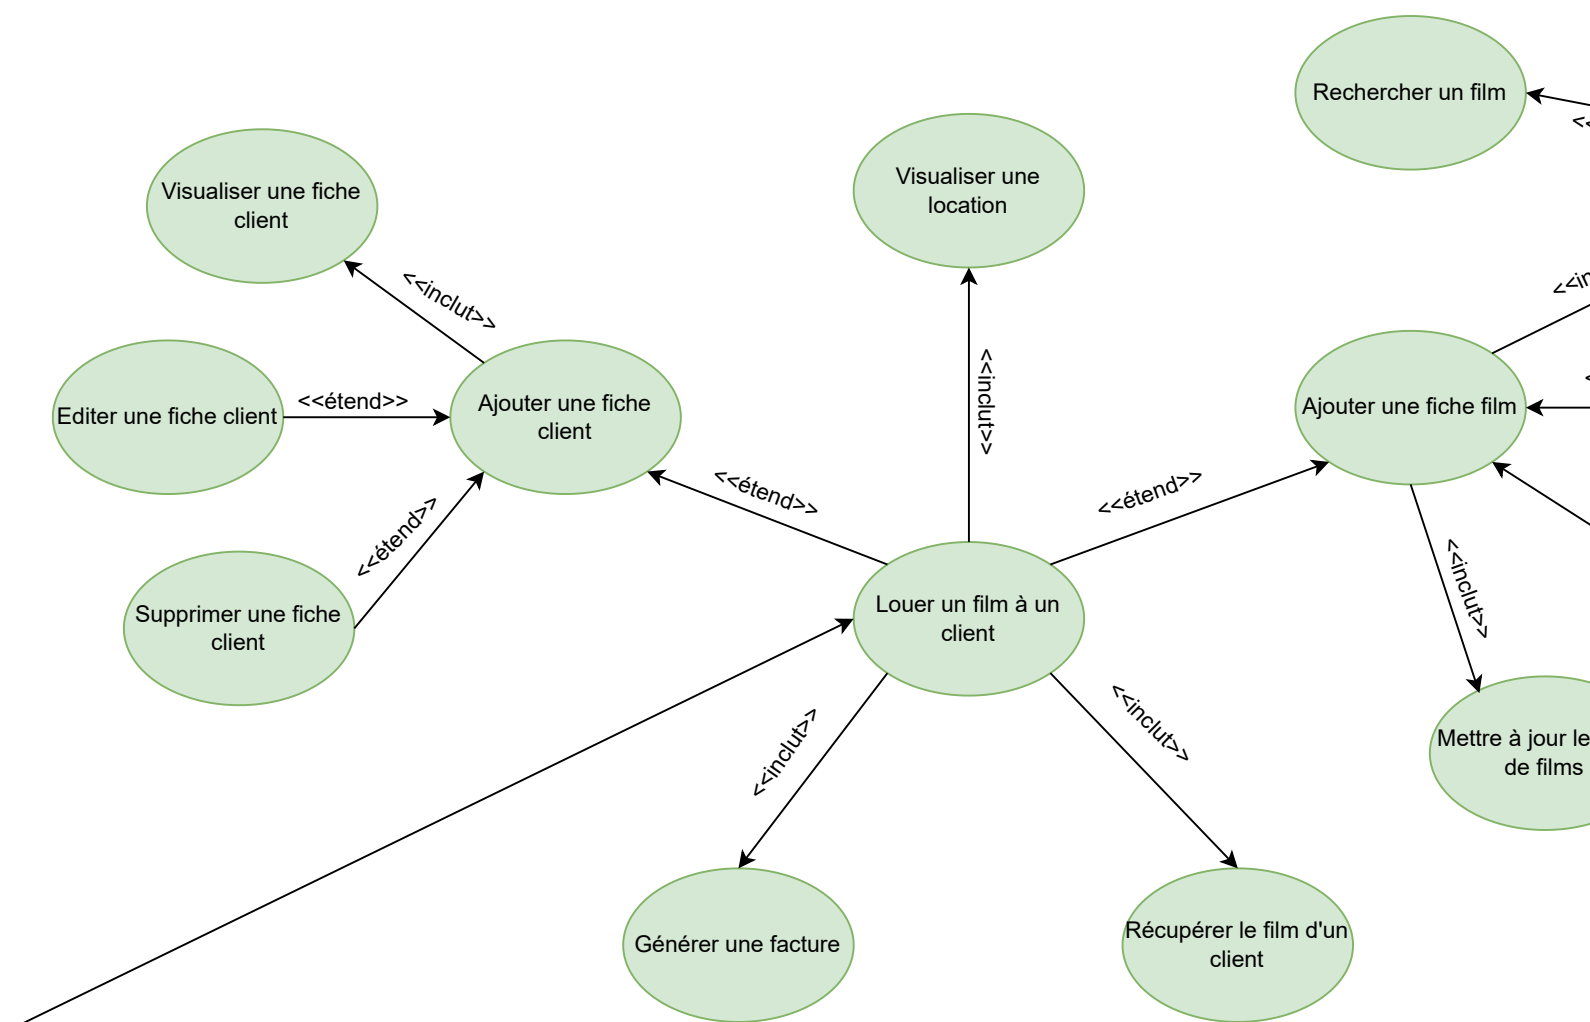 Rechercher un film
Visualiser une
location
Visualiser une fiche
client
<<inclut>>
<<inclut>>
Editer une fiche client
<<étend>>
Ajouter une fiche
client
Ajouter une fiche film
<<étend>>
<<étend>>
<<étend>>
<<inclut>>
Supprimer une fiche
client
Louer un film à un
client
<<inclut>>
<<inclut>>
Mettre à jour le
de films
Générer une facture
Récupérer le film d'un
client